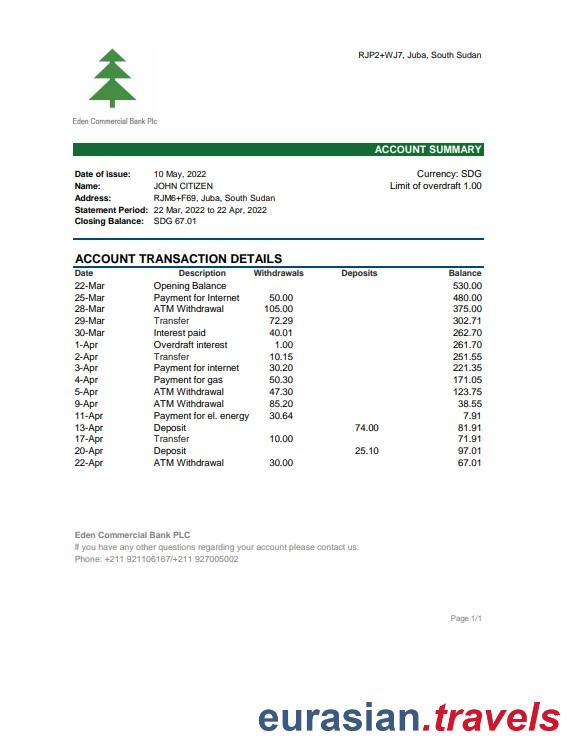 RJP2+WJ7, Juba, South Sudan
Eden Commercial Bank Plc
ACCOUNT SUMMARY
Date of issue: 10 May, 2022 Currency: SDG
Name: JOHN CITIZEN Limit of overdraft 1.00
Address: RJM6+F69, Juba, South Sudan
Statement Period: 22 Mar, 2022 to 22 Apr, 2022
Closing Balance: SDG 67.01
ACCOUNT TRANSACTION DETAILS
Date Description Withdrawals Deposits Balance
22-Mar Opening Balance 530.00
25-Mar Payment for Internet 50.00 480.00
28-Mar ATM Withdrawal 105.00 375.00
29-Mar Transfer 72.29 302.71
30-Mar Interest paid 40.01 262.70
1-Apr Overdraft interest 1.00 261.70
2-Apr Transfer 10.15 251.55
3-Apr Payment for internet 30.20 221.35
4-Apr Payment for gas 50.30 171.05
5-Apr ATM Withdrawal 47.30 123.75
9-Apr ATM Withdrawal 85.20 38.55
11-Apr Payment for el. energy 30.64 7.91
13-Apr Deposit 74.00 81.91
17-Apr Transfer 10.00 71.91
20-Apr Deposit 25.10 97.01
22-Apr ATM Withdrawal 30.00 67.01
Eden Commercial Bank PLC
If you have any other questions regarding your account please contact us:
Phone: +211 921106167/+211 927005002
Page 1/1
eurasian.travels